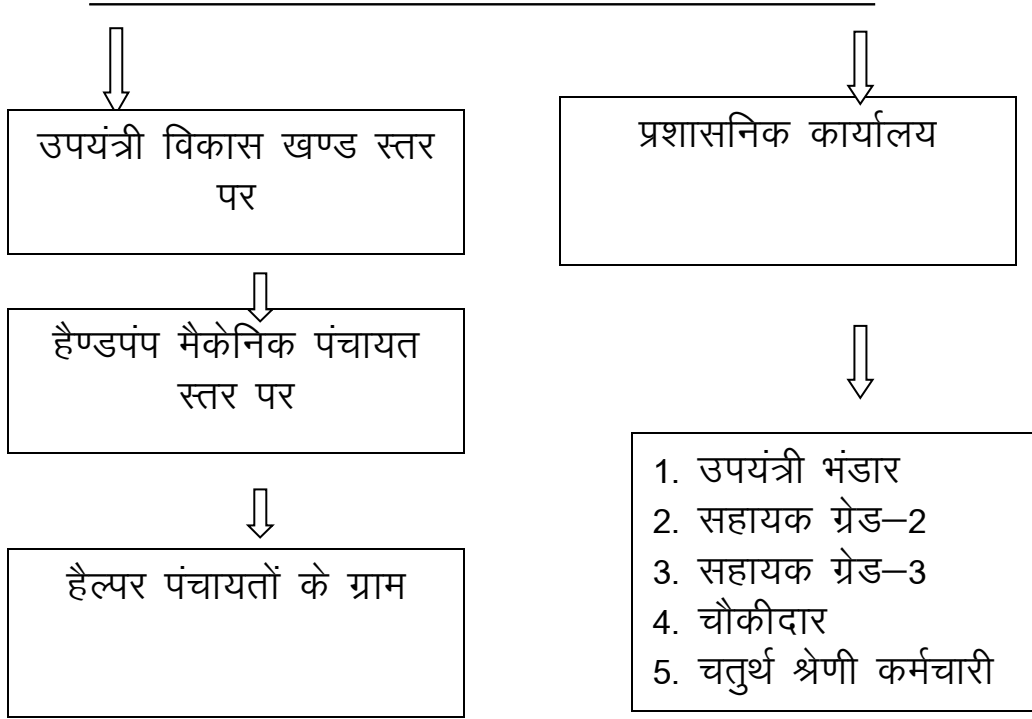 उपयंत्री विकास खण्ड स्तर
पर
हैण्डपंप मैकेनिक पंचायत
स्तर पर
हैल्पर पंचायतों के ग्राम
प्रशासनिक कार्यालय
1. उपयंत्री भंडार
2. सहायक ग्रेड–2
3. सहायक ग्रेड–3
4. चौकीदार
5. चतुर्थ श्रेणी कर्मचारी